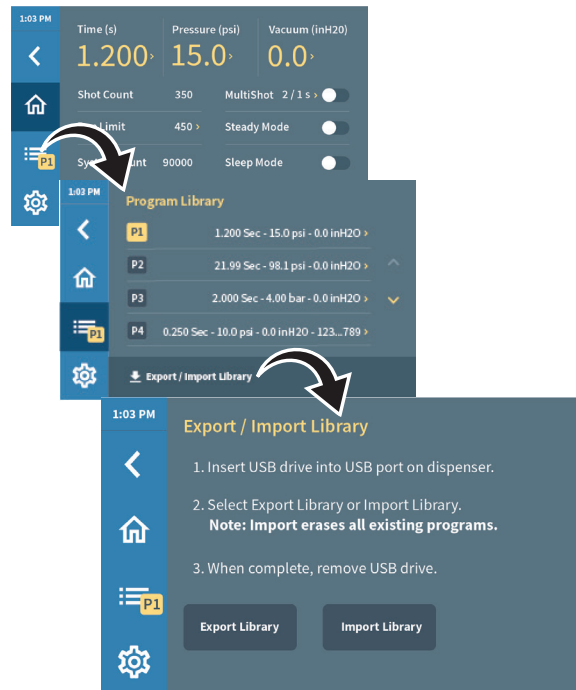 1:03 PM
Time (s) Pressure (psi) Vacuum (inH20)
1.200 › 15.0 › 0.0 ›
Shot Count 350 MultiShot 2 / 1 s ›
Limit 450 › Steady Mode
P1
90000 Sleep Mode
1:03 PM
Program Library
P1 1.200 Sec - 15.0 psi - 0.0 inH2O ›
P2 21.99 Sec - 98.1 psi - 0.0 inH2O ›
P3 2.000 Sec - 4.00 bar - 0.0 inH2O ›
P1
P4 0.250 Sec - 10.0 psi - 0.0 inH2O - 123...789 ›
Export / Import Library
1:03 PM
Export / Import Library
1. Insert USB drive into USB port on dispenser.
2. Select Export Library or Import Library.
Note: Import erases all existing programs.
3. When complete, remove USB drive.
P1
Export Library Import Library